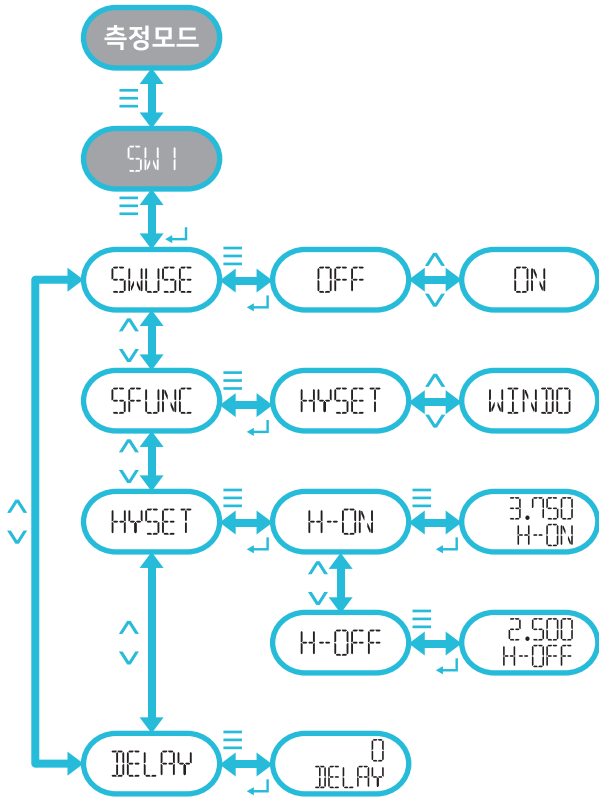 측정모드
SW1
SWUSE
OFF
ON
SFUNC
HYSET
WINDO
HYSET
H-ON
3.750
H-ON
H-OFF
2.500
H-OFF
DELAY
0
DELAY